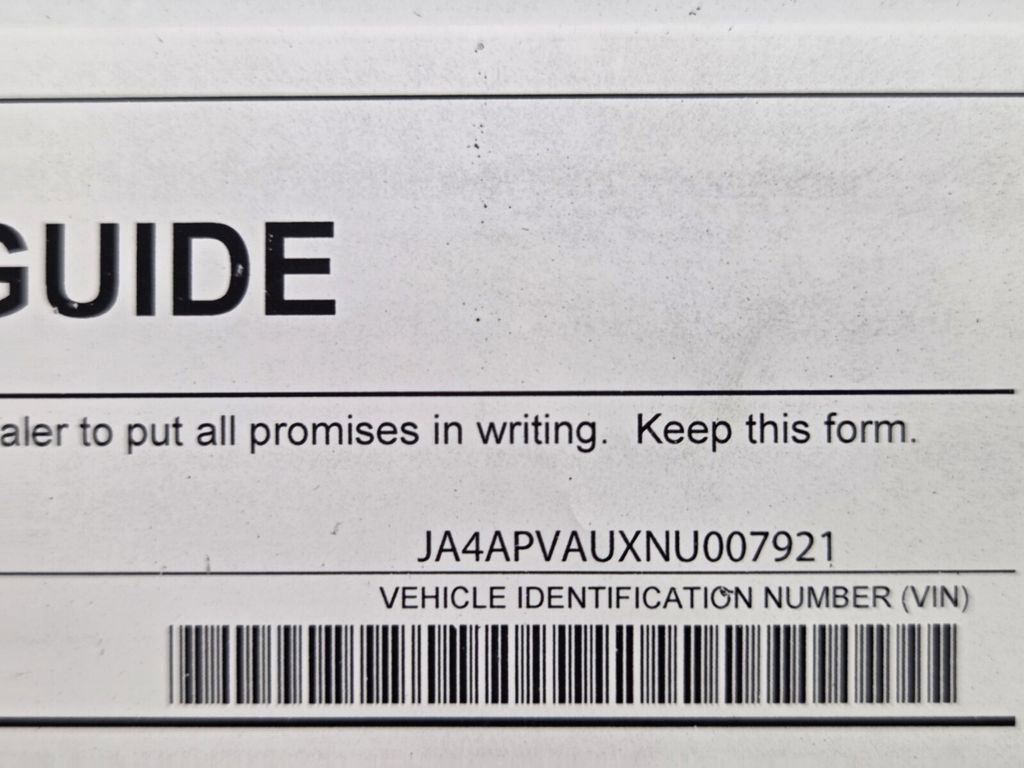 GUIDE
aler to put all promises in writing. Keep this form.
JA4APVAUXNU007921
VEHICLE IDENTIFICATION NUMBER (VIN)